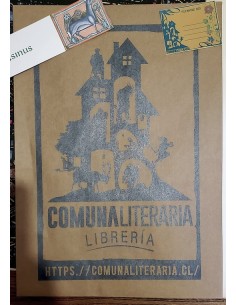 sinus
COMUNALITERARIA
LIBRERÍA
HTTPS://COMUNALITERARIA.CL/